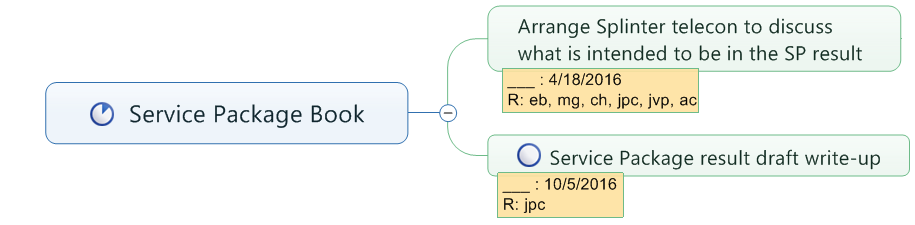 Service Package Book
Arrange Splinter telecon to discuss
what is intended to be in the SP result
___ : 4/18/2016
R: eb, mg, ch, jpc, jvp, ac
Service Package result draft write-up
___ : 10/5/2016
R: jpc